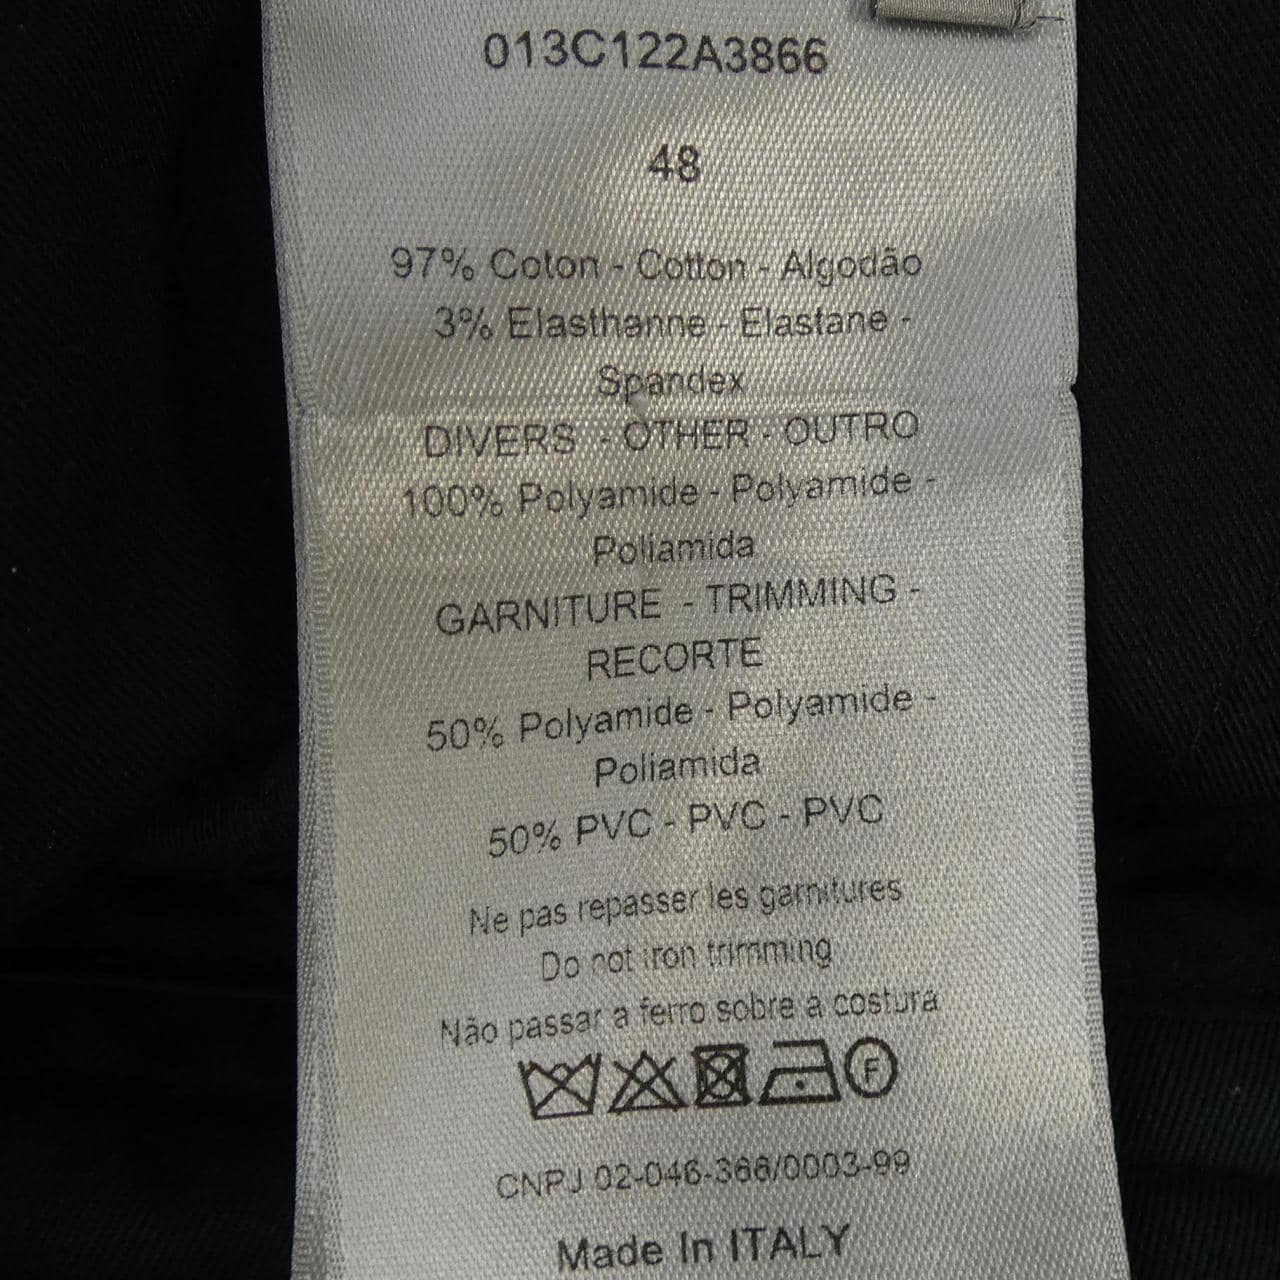 013C122A3866
48
97% Coton - Cotton - Algodão
3% Elasthanne - Elastane -
Spandex
DIVERS - OTHER - OUTRO
100% Polyamide - Polyamide -
Poliamida
GARNITURE - TRIMMING -
RECORTE
50% Polyamide - Polyamide -
Poliamida
50% PVC - PVC - PVC
Ne pas repasser les garnitures
Do not iron trimming
Não passar a ferro sobre a costura
F
CNPJ 02-046-366/0003-99
Made In ITALY